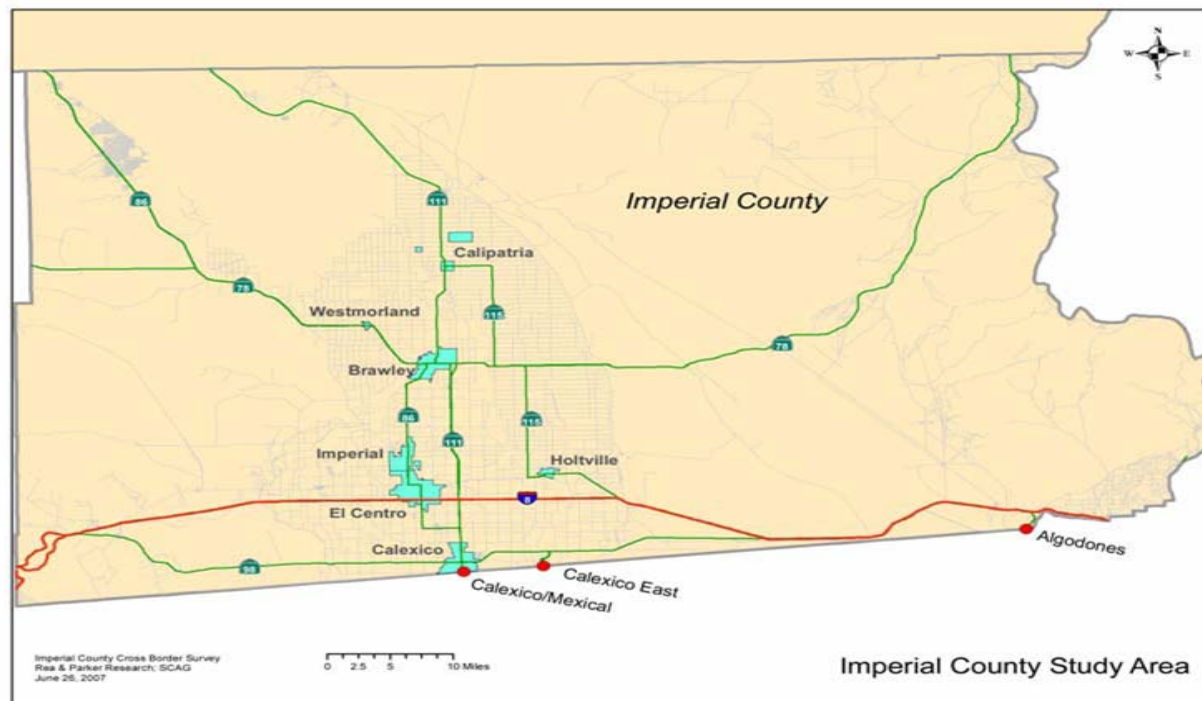 N
W E
S
86
111
Imperial County
Calipatria
78
Westmorland
115
78
Brawley
86
115
111
Imperial
Holtville
8
El Centro
Calexico
Algodones
98
Calexico East
Calexico/Mexical
Imperial County Cross Border Survey
Rea & Parker Research; SCAG
June 26, 2007
0 2.5 5 10 Miles
Imperial County Study Area